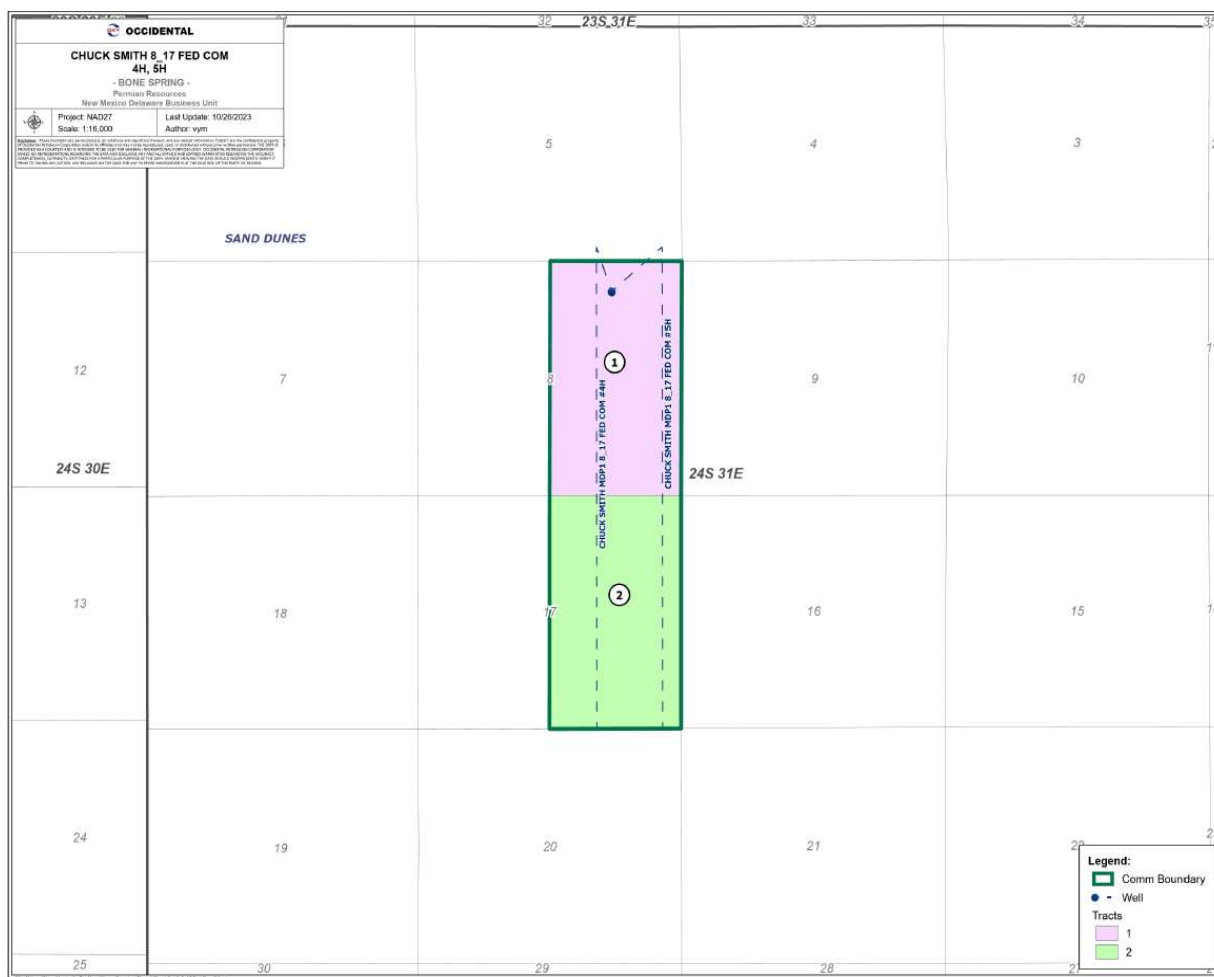 OCCIDENTAL
CHUCK SMITH 8_17 FED COM
4H, 5H
- BONE SPRING -
Permian Resources
New Mexico Delaware Business Unit
Project: NAD27
Scale: 1:16,000
Last Update: 10/26/2023
Author: vym
32
23S 31E
33
34
35
5
4
3
SAND DUNES
12
7
8
1
9
10
CHUCK SMITH MDP1 8_17 FED COM #4H
CHUCK SMITH MDP1 8_17 FED COM #5H
24S 30E
24S 31E
13
18
17
2
16
15
24
19
20
21
25
30
29
28
Legend:
Comm Boundary
Well
Tracts
1
2